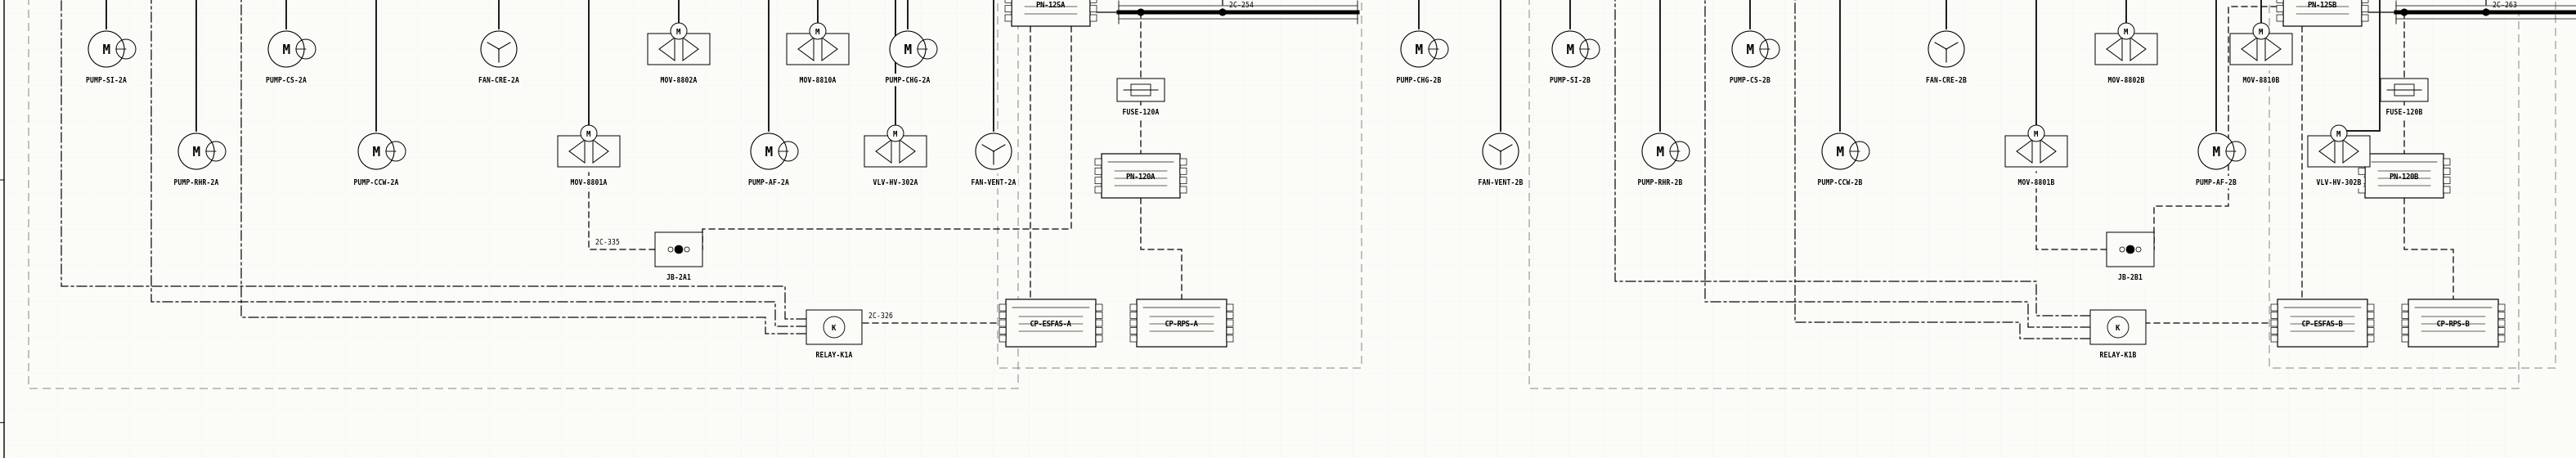 PN-125A
2C-254
PN-125B
2C-263
M
M
M
M
M
M
M
M
M
M
M
PUMP-SI-2A
PUMP-CS-2A
FAN-CRE-2A
MOV-8802A
MOV-8810A
PUMP-CHG-2A
PUMP-CHG-2B
PUMP-SI-2B
PUMP-CS-2B
FAN-CRE-2B
MOV-8802B
MOV-8810B
FUSE-120A
FUSE-120B
M
M
M
M
M
M
M
M
M
M
PUMP-RHR-2A
PUMP-CCW-2A
MOV-8801A
PUMP-AF-2A
VLV-HV-302A
FAN-VENT-2A
PN-120A
FAN-VENT-2B
PUMP-RHR-2B
PUMP-CCW-2B
MOV-8801B
PUMP-AF-2B
VLV-HV-302B
PN-120B
2C-335
JB-2A1
JB-2B1
2C-326
K
CP-ESFAS-A
CP-RPS-A
K
CP-ESFAS-B
CP-RPS-B
RELAY-K1A
RELAY-K1B